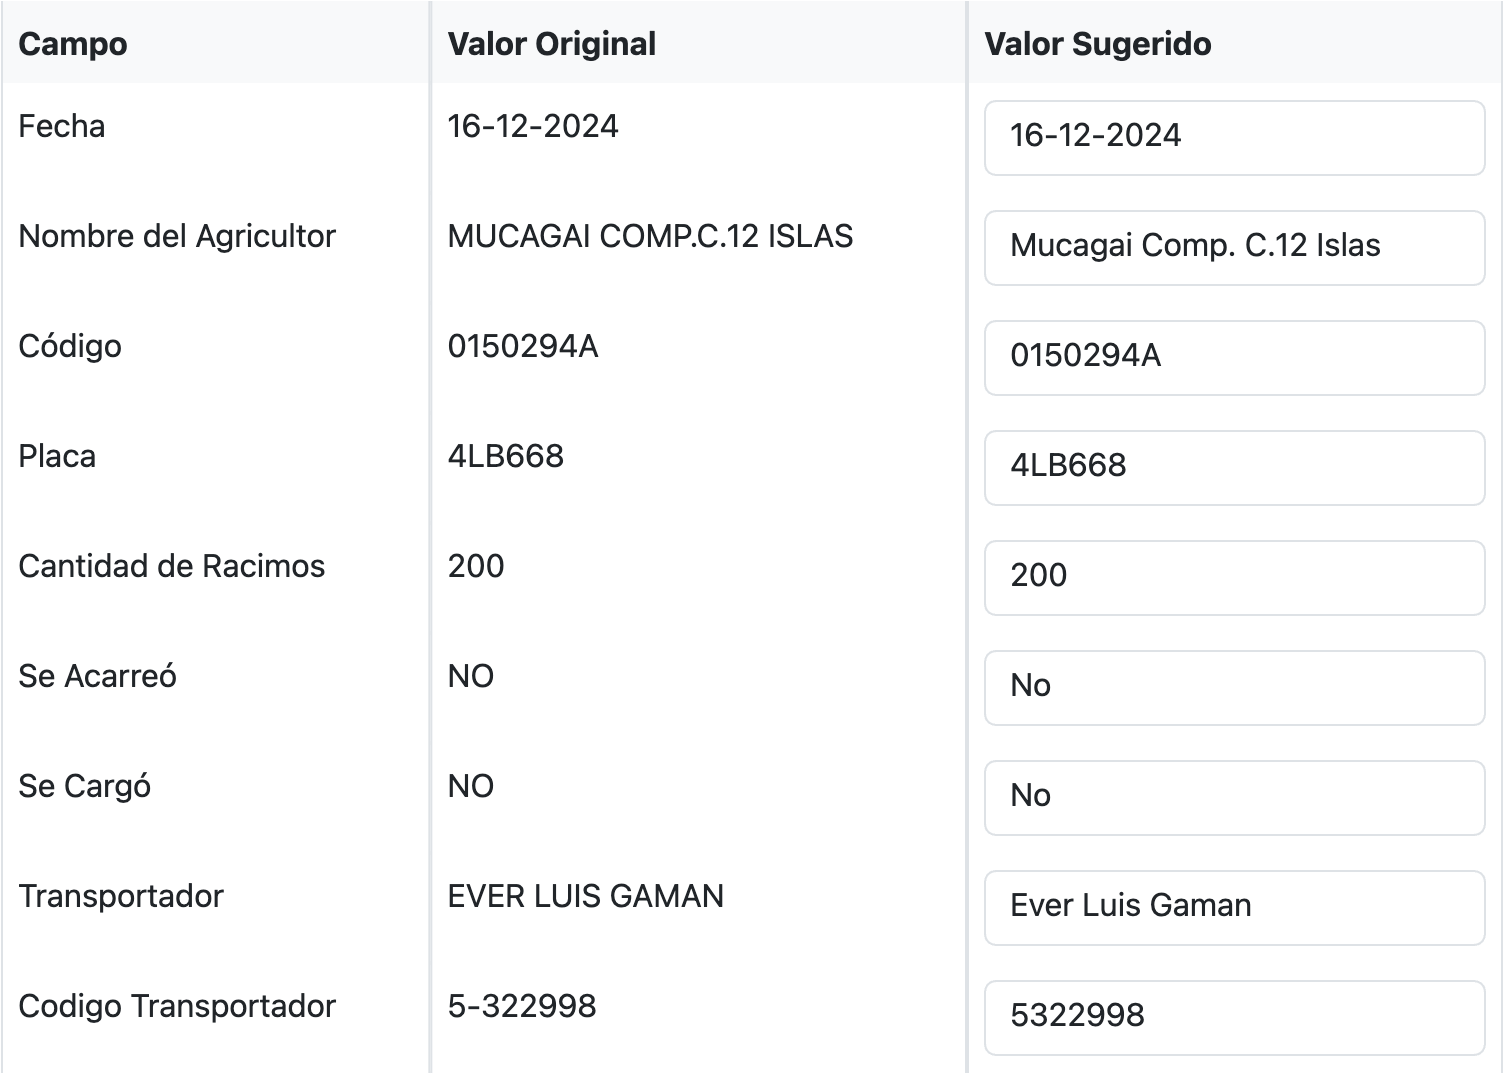 Campo Valor Original Valor Sugerido
Fecha 16-12-2024 16-12-2024
Nombre del Agricultor MUCAGAI COMP.C.12 ISLAS Mucagai Comp. C.12 Islas
Código 0150294A 0150294A
Placa 4LB668 4LB668
Cantidad de Racimos 200 200
Se Acarreó NO No
Se Cargó NO No
Transportador EVER LUIS GAMAN Ever Luis Gaman
Codigo Transportador 5-322998 5322998